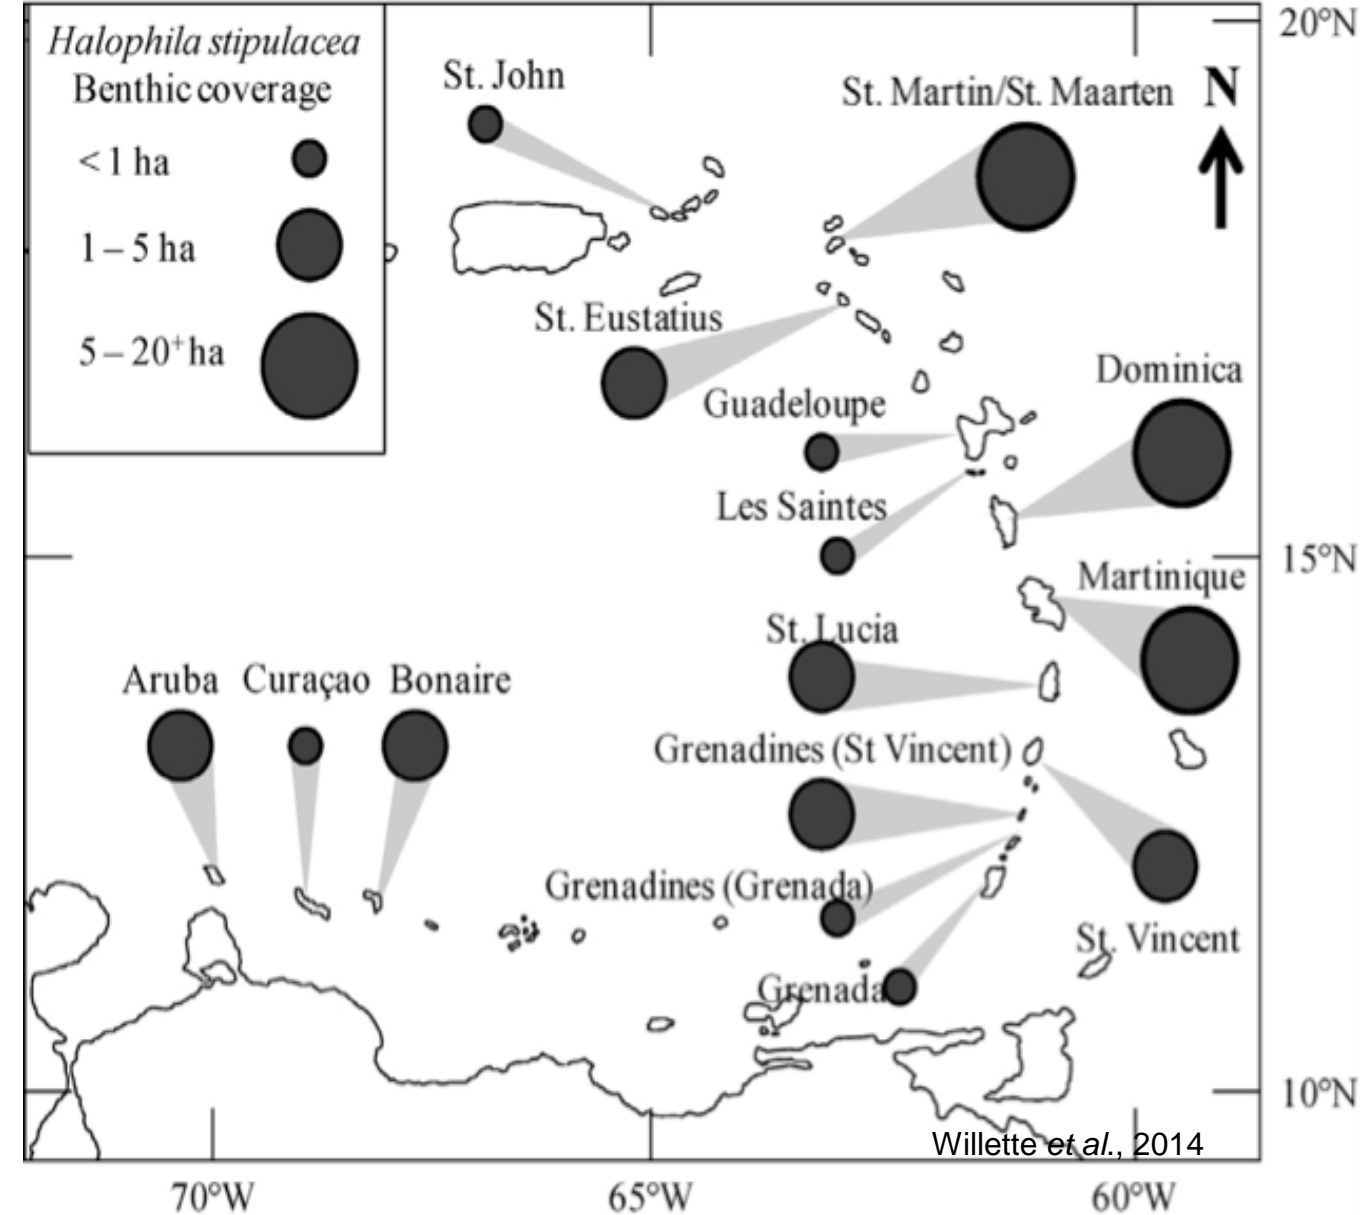 Halophila stipulacea
Benthic coverage
< 1 ha
1 – 5 ha
5 – 20⁺ ha
St. John
St. Martin/St. Maarten
N
20°N
St. Eustatius
Guadeloupe
Dominica
Les Saintes
15°N
Martinique
St. Lucia
Aruba
Curaçao
Bonaire
Grenadines (St Vincent)
Grenadines (Grenada)
St. Vincent
Grenada
10°N
Willette et al., 2014
70°W
65°W
60°W